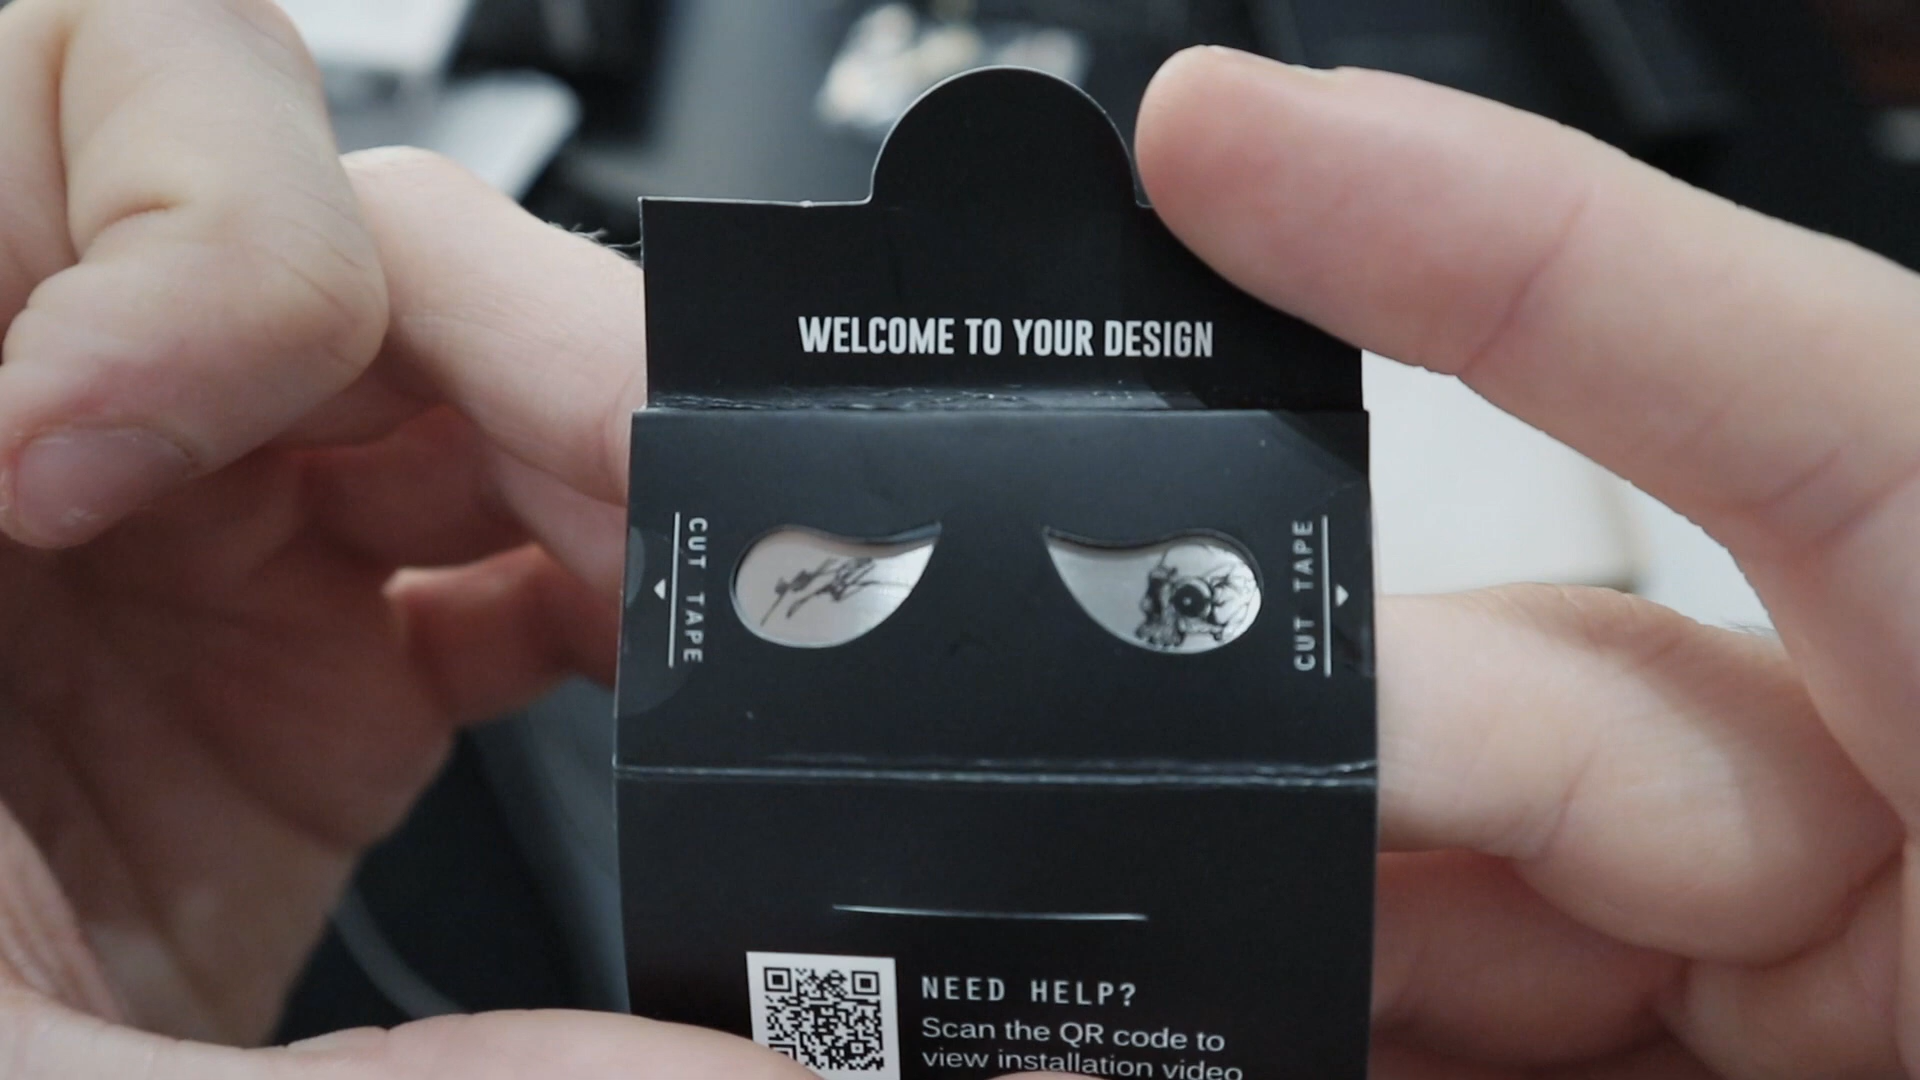 WELCOME TO YOUR DESIGN
CUT TAPE
CUT TAPE
NEED HELP?
Scan the QR code to
view installation video